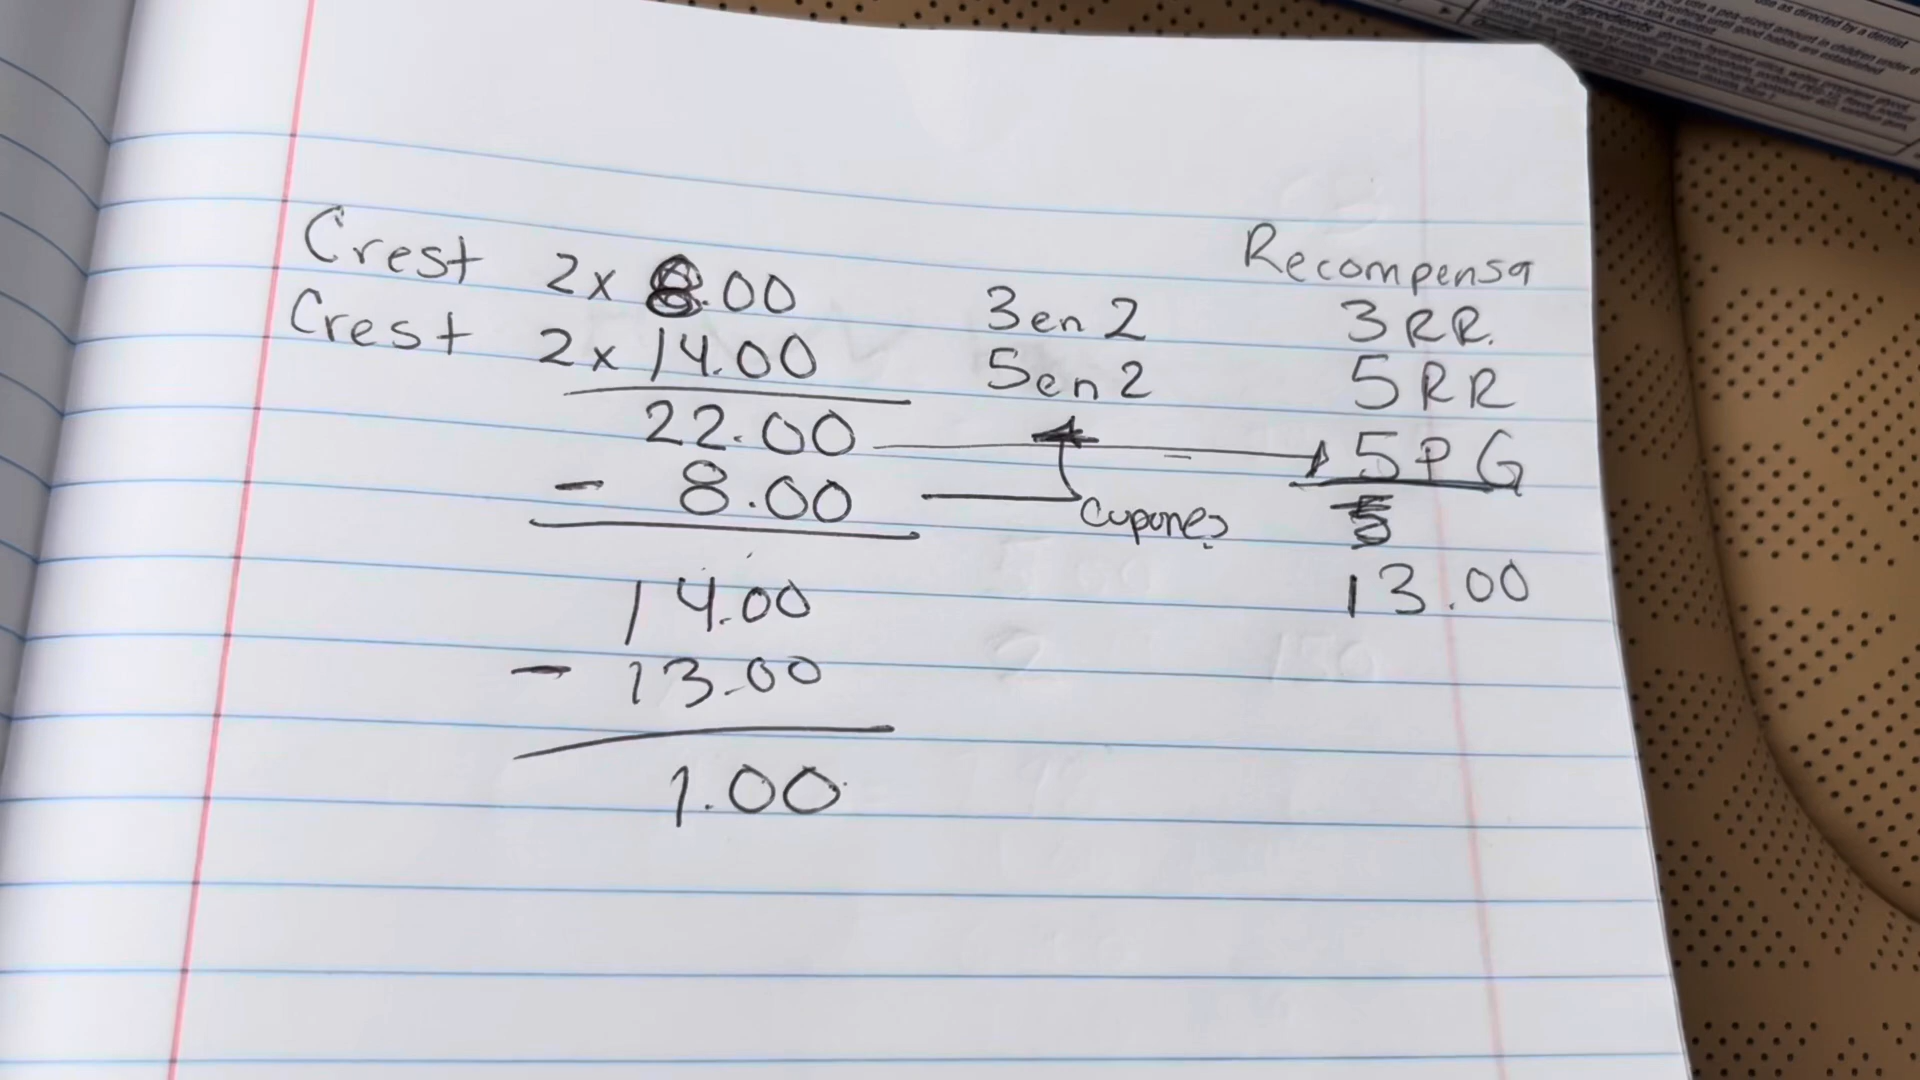 Recompensa
Crest 2x 8.00 3en2 3RR.
Crest 2x 14.00 5en2 5RR
22.00 5PG
- 8.00 Cupones
14.00 13.00
- 13.00
1.00